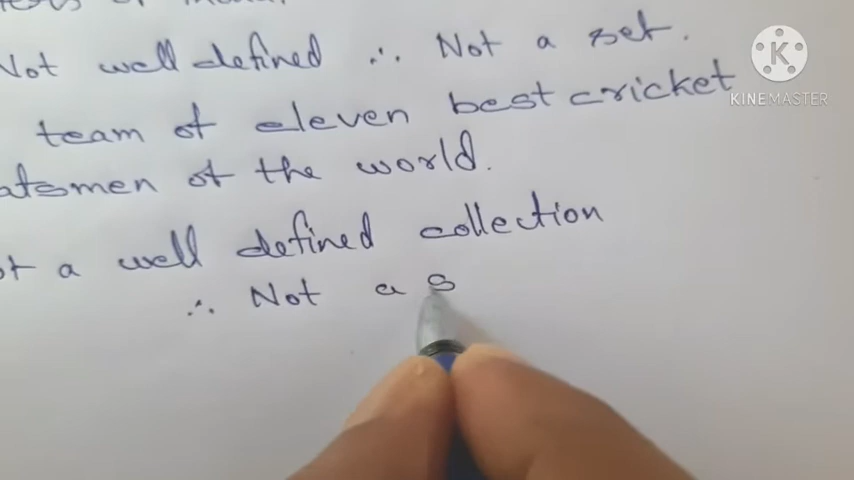 Not well defined ∴ Not a set.
team of eleven best cricket
atsmen of the world.
a well defined collection
∴ Not a s
KINEMASTER